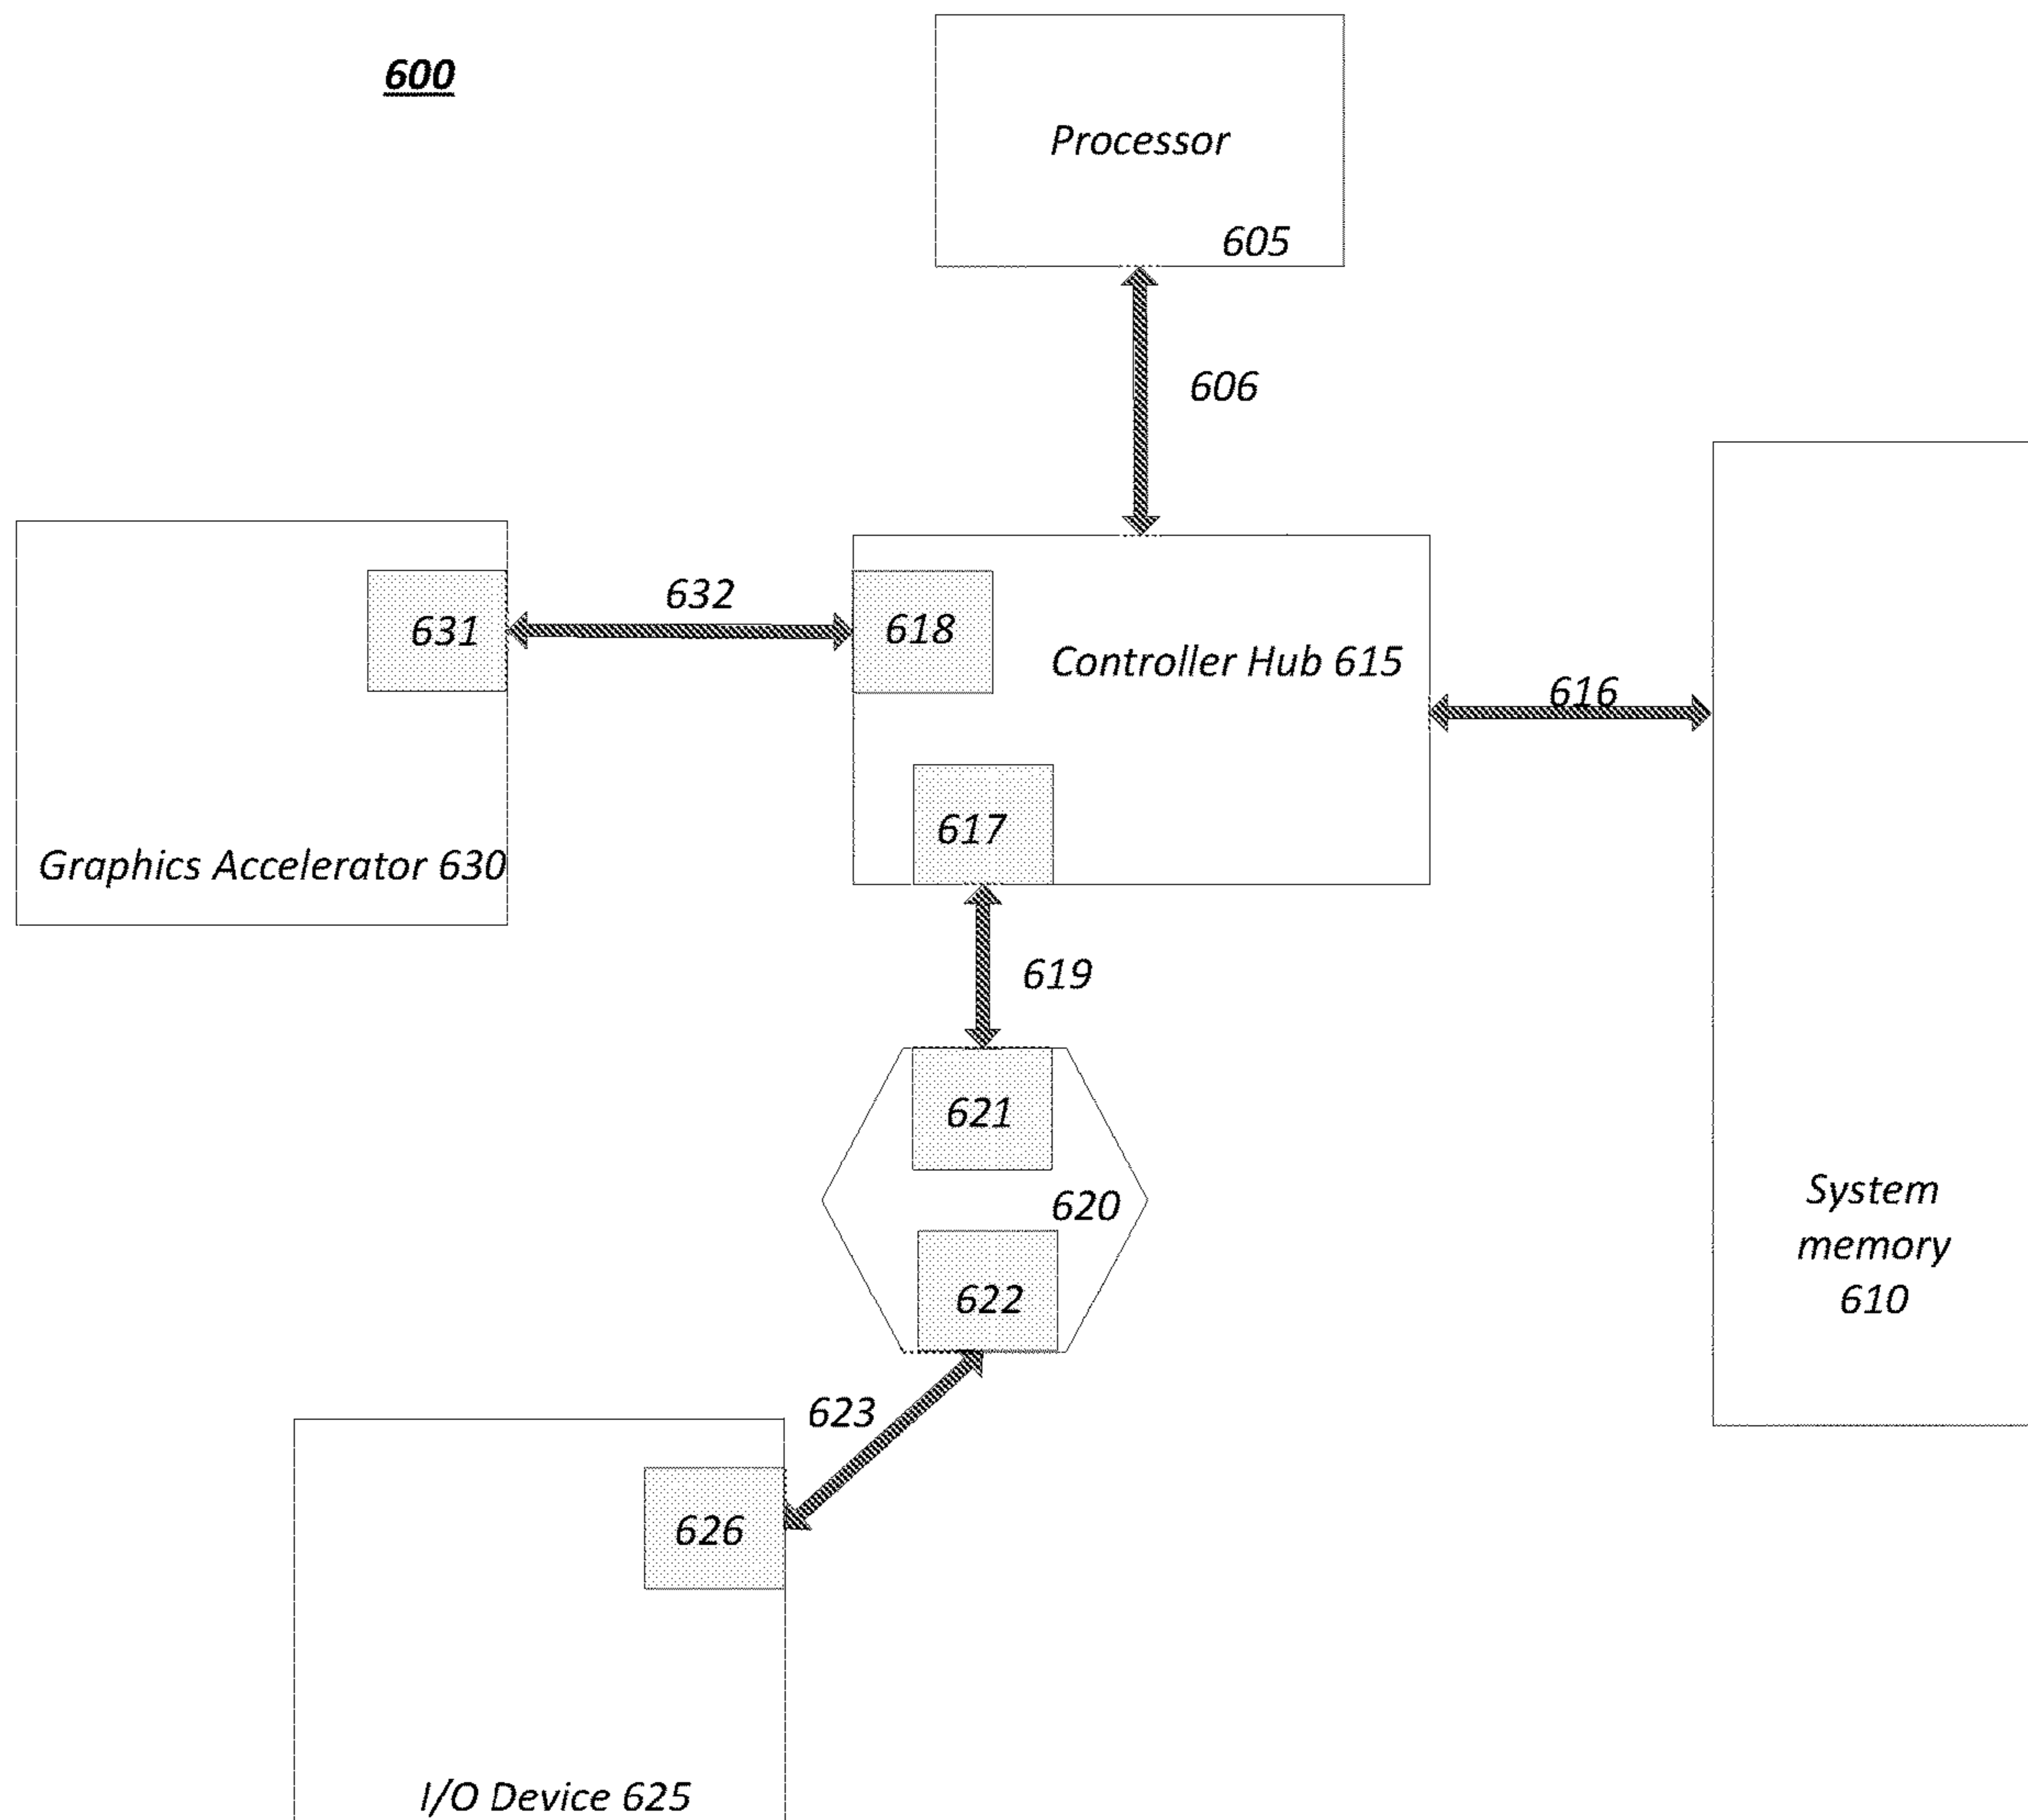 600
Processor
605
606
632
631
618
Controller Hub 615
616
617
Graphics Accelerator 630
619
621
620
System
memory
610
622
623
626
I/O Device 625